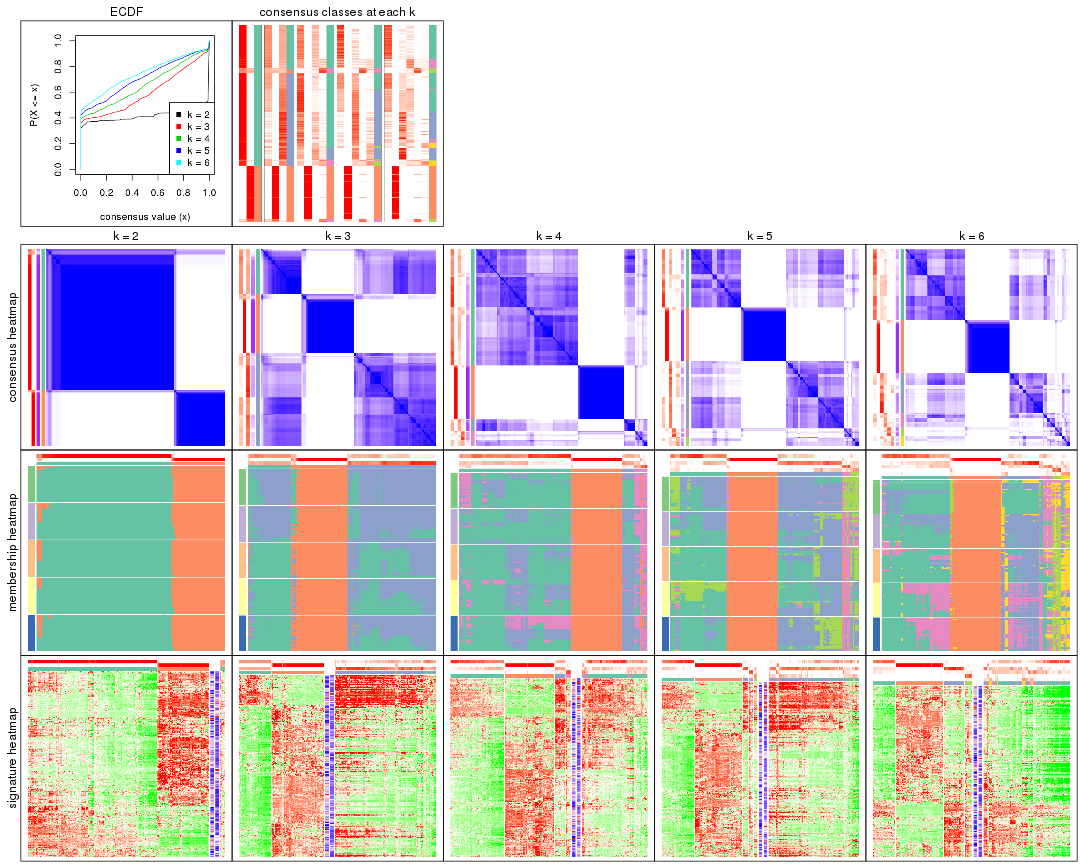 ECDF
consensus classes at each k
P(X <= x)
0.0
0.2
0.4
0.6
0.8
1.0
k = 2
k = 3
k = 4
k = 5
k = 6
0.0 0.2 0.4 0.6 0.8 1.0
consensus value (x)
k = 2
k = 3
k = 4
k = 5
k = 6
consensus heatmap
membership heatmap
signature heatmap